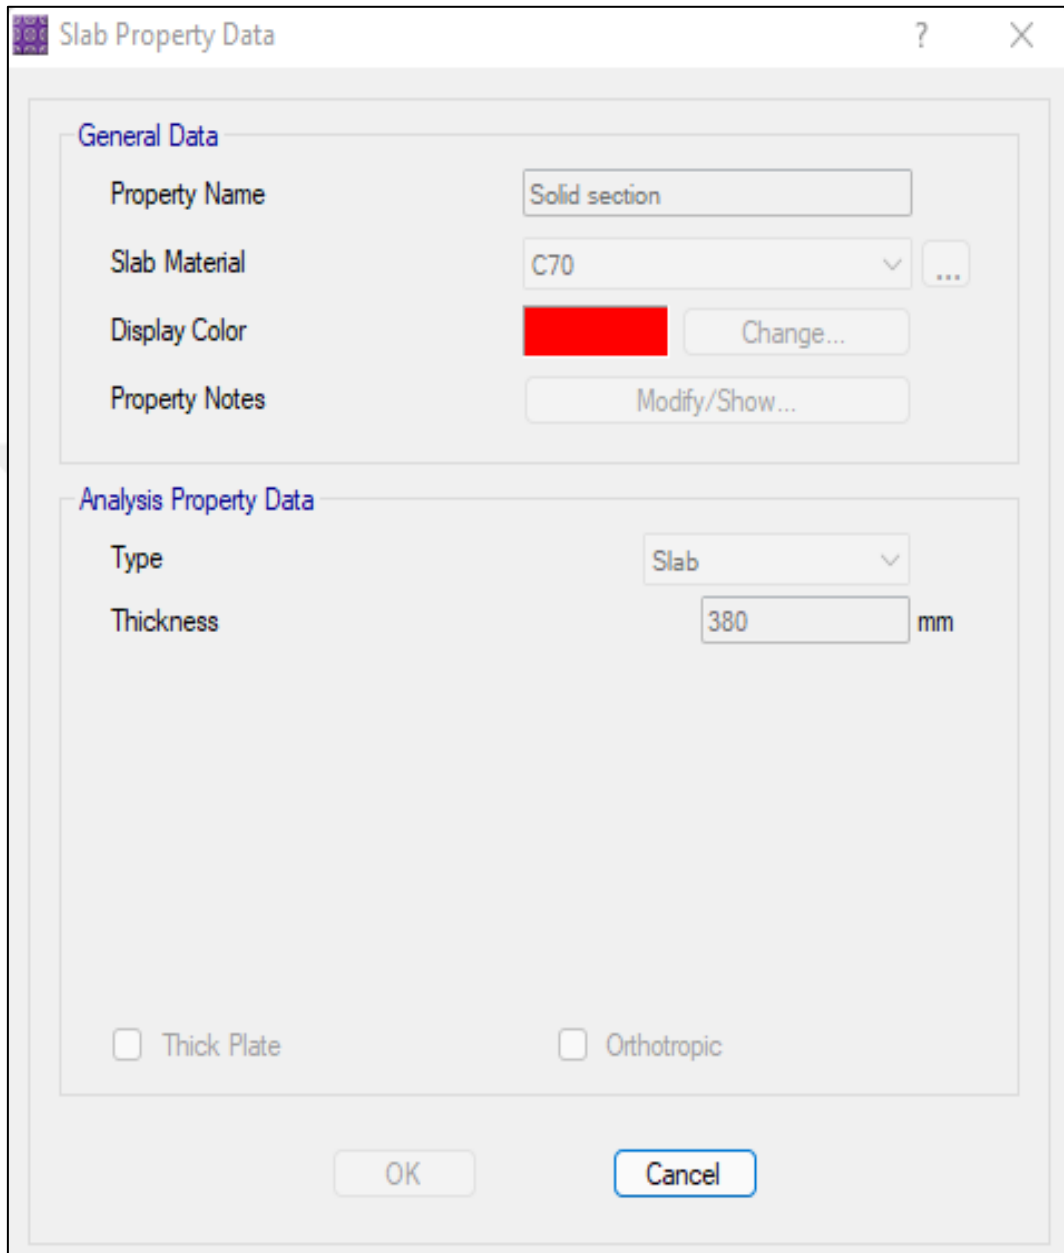 Slab Property Data ?
General Data
Property Name Solid section
Slab Material C70 ...
Display Color Change...
Property Notes Modify/Show...
Analysis Property Data
Type Slab
Thickness 380 mm
Thick Plate Orthotropic
OK Cancel